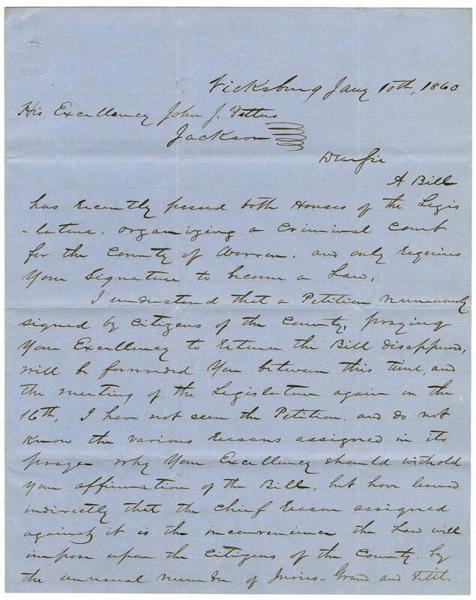 Vicksburg Jany 10th, 1860
His Excellency John J. Pettus
Jackson
Dear Sir
A Bill
has recently passed both Houses of the Legis
-lature, organizing a Criminal Court
for the County of Warren, and only requires
Your Signature to become a Law.
I understand that a Petition numerously
signed by Citizens of the County, praying
Your Excellency to return the Bill disapproved,
will be forwarded You between this time, and
the meeting of the Legislature again on the
16th. I have not seen the Petition, and do not
know the various reasons assigned in its
prayer why Your Excellency should withold
Your affirmation of the Bill, but have learned
indirectly that the chief reason assigned
against it is the inconvenience the Law will
impose upon the Citizens of the County, by
the unusual number of Juries - Grand and Petit